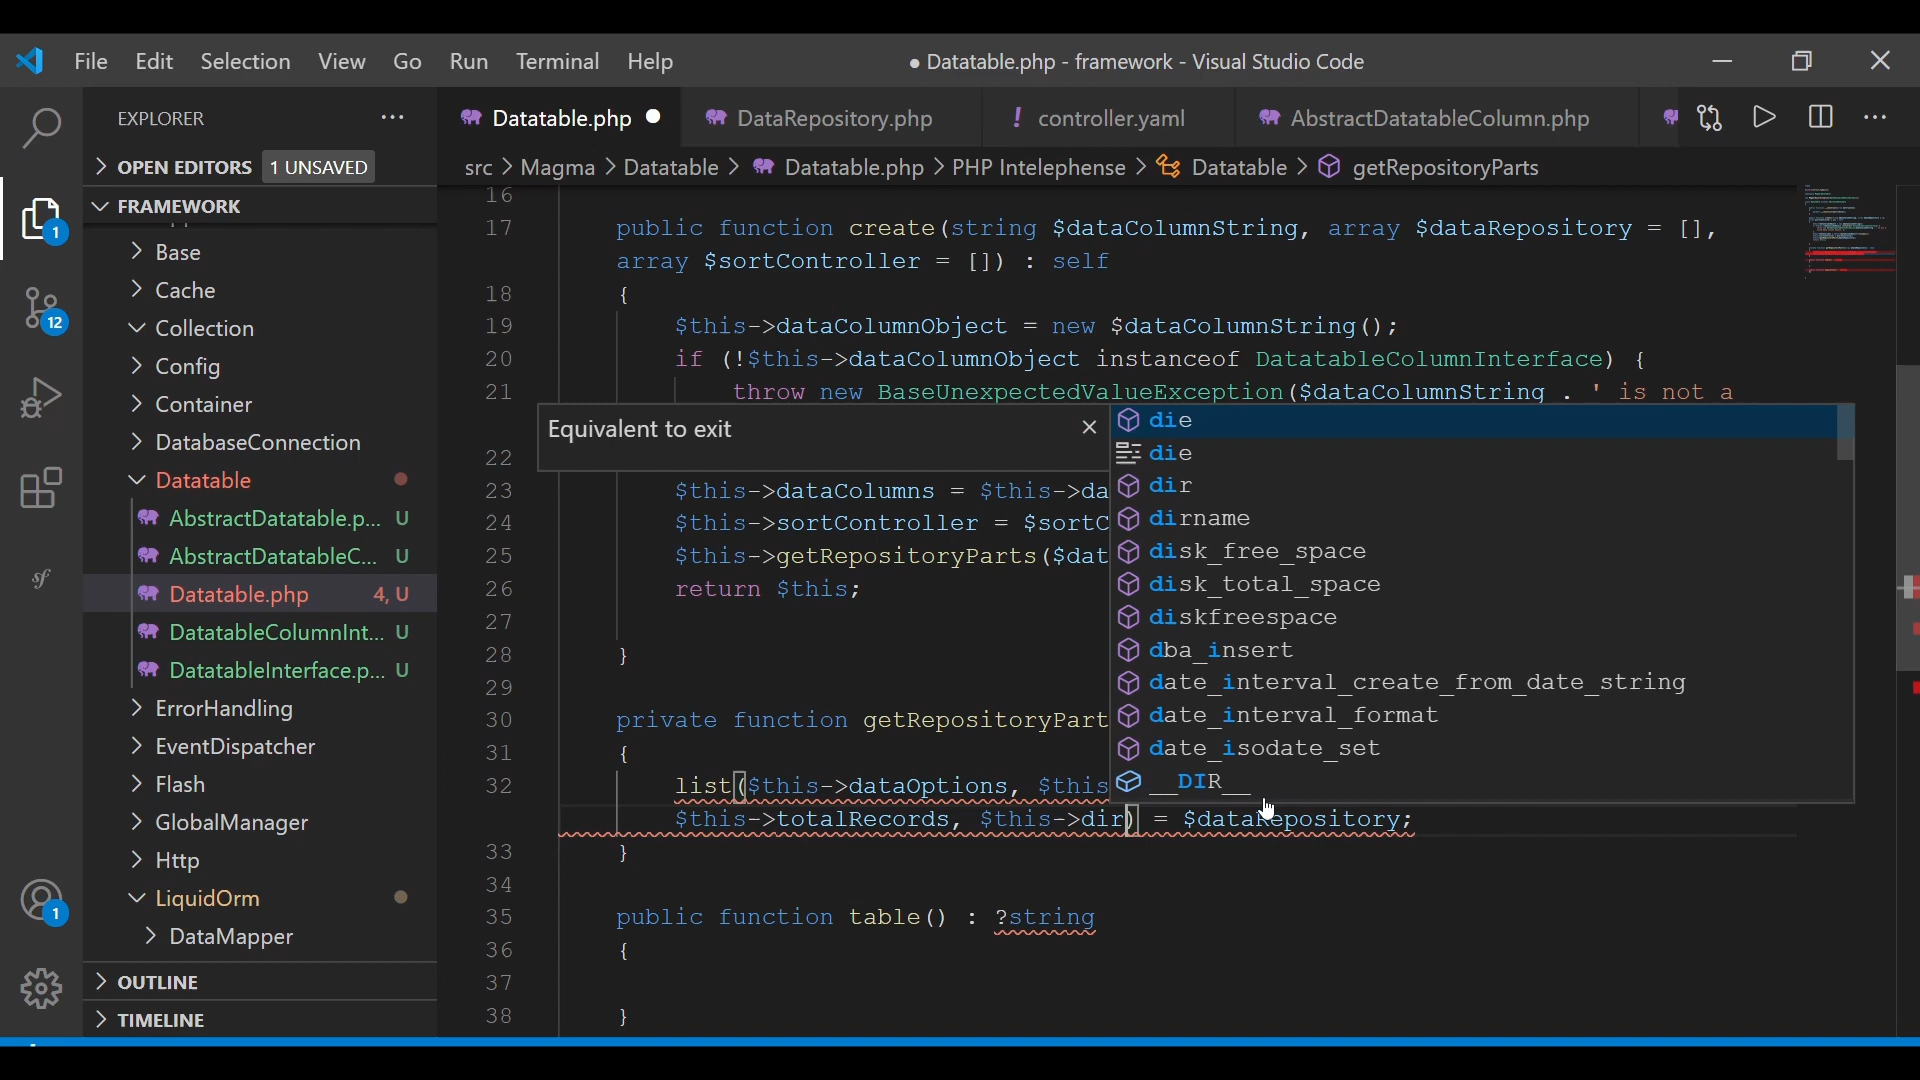 File Edit Selection View Go Run Terminal Help
● Datatable.php - framework - Visual Studio Code
EXPLORER
Datatable.php
DataRepository.php
! controller.yaml
AbstractDatatableColumn.php
OPEN EDITORS 1 UNSAVED
src > Magma > Datatable > Datatable.php > PHP Intelephense > Datatable > getRepositoryParts
FRAMEWORK
1
Base
Cache
12
Collection
Config
Container
DatabaseConnection
Datatable
AbstractDatatable.p... U
AbstractDatatableC... U
sf
Datatable.php 4, U
DatatableColumnInt... U
DatatableInterface.p... U
ErrorHandling
EventDispatcher
Flash
GlobalManager
Http
LiquidOrm
1
DataMapper
OUTLINE
TIMELINE
16
17 public function create(string $dataColumnString, array $dataRepository = [],
array $sortController = []) : self
18 {
19 $this->dataColumnObject = new $dataColumnString();
20 if (!$this->dataColumnObject instanceof DatatableColumnInterface) {
21 throw new BaseUnexpectedValueException($dataColumnString . ' is not a
Equivalent to exit
22
23 $this->dataColumns = $this->da
24 $this->sortController = $sortC
25 $this->getRepositoryParts($dat
26 return $this;
27
28 }
29
30 private function getRepositoryPart
31 {
32 list($this->dataOptions, $this
$this->totalRecords, $this->dir) = $dataRepository;
33 }
34
35 public function table() : ?string
36 {
37
38 }
die
die
dir
dirname
disk_free_space
disk_total_space
diskfreespace
dba_insert
date_interval_create_from_date_string
date_interval_format
date_isodate_set
__DIR__